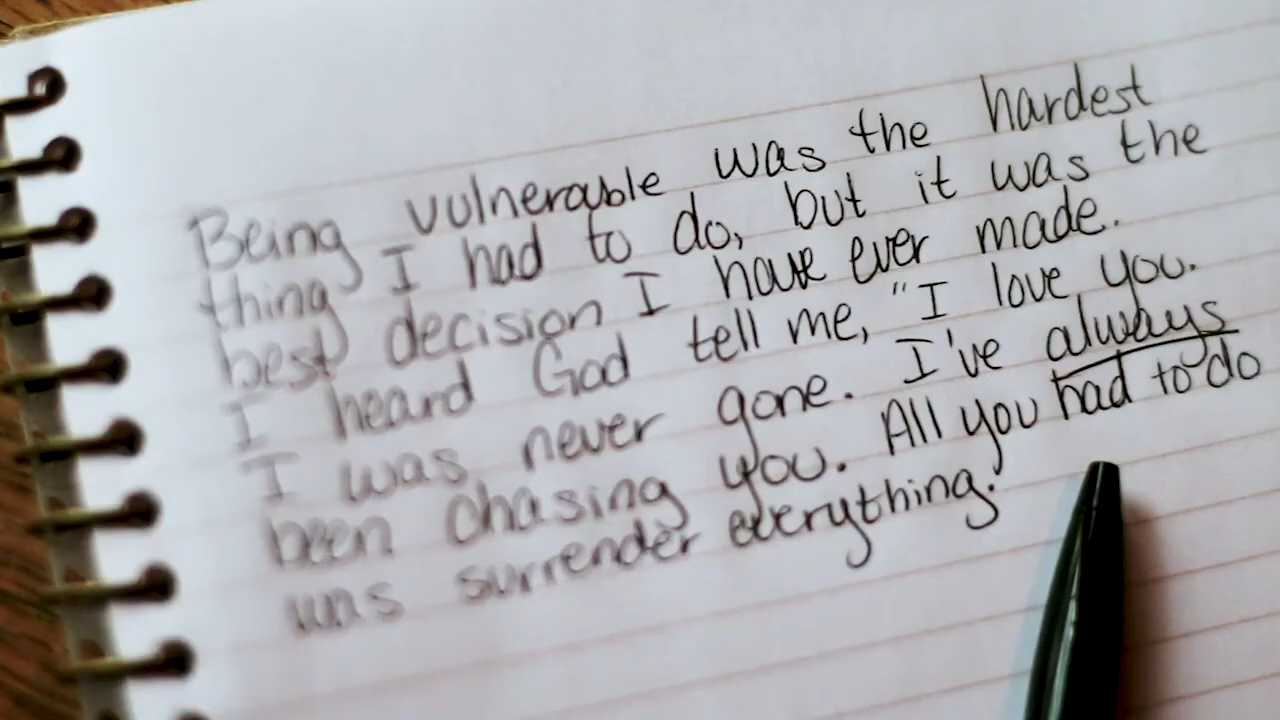 Being vulnerable was the hardest
thing I had to do, but it was the
best decision I have ever made.
I heard God tell me, "I love you.
I was never gone. I've always
been chasing you. All you had to do
was surrender everything.